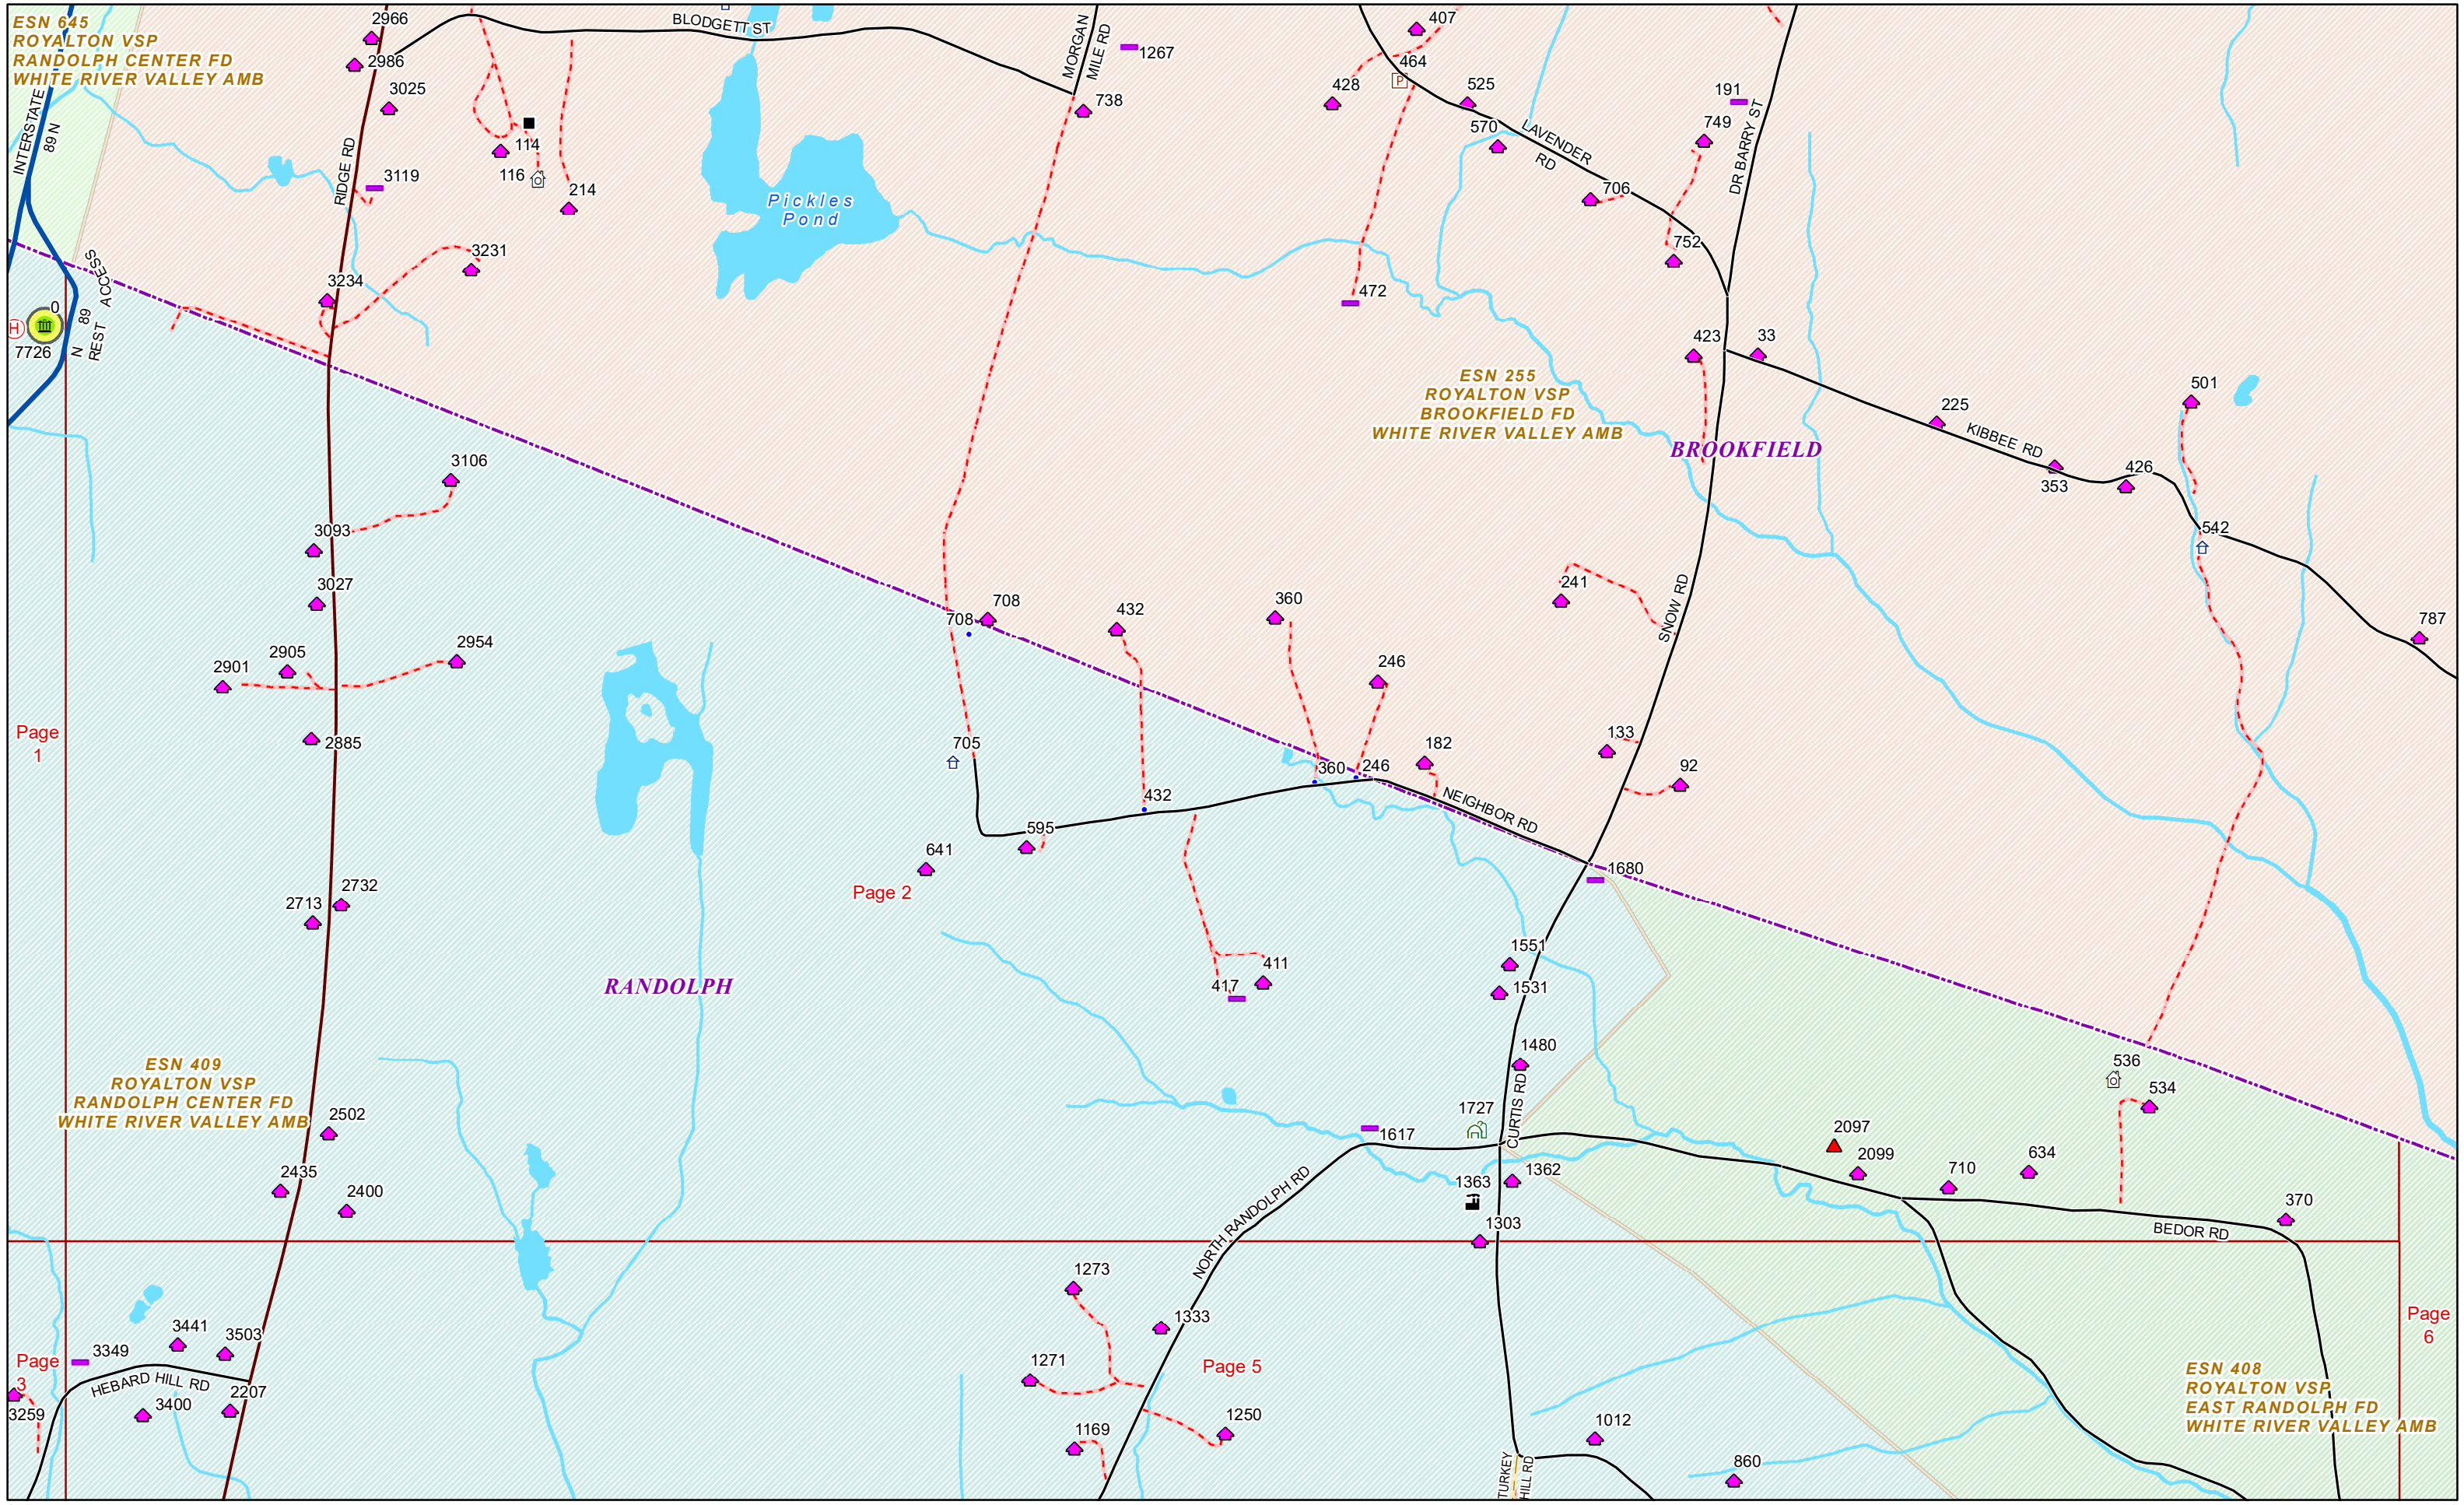 ESN 645
ROYALTON VSP
RANDOLPH CENTER FD
WHITE RIVER VALLEY AMB
2966
2986
3025
BLODGETT ST
MORGAN
MILE RD
1267
738
407
464
428
525
570
LAVENDER
RD
191
749
DR BARRY ST
706
752
INTERSTATE
89 N
RIDGE RD
3119
114
116
214
Pickles
Pond
3231
3234
472
ACCESS
89
REST
N
0
H
7726
P
423
33
ESN 255
ROYALTON VSP
BROOKFIELD FD
WHITE RIVER VALLEY AMB
BROOKFIELD
225
KIBBEE RD
501
353
426
542
787
3106
3093
3027
2954
2905
2901
2885
708
708
432
360
246
241
SNOW RD
Page
1
705
182
133
92
360
246
432
NEIGHBOR RD
595
641
Page 2
1680
2732
2713
RANDOLPH
411
417
1551
1531
1480
CURTIS RD
ESN 409
ROYALTON VSP
RANDOLPH CENTER FD
WHITE RIVER VALLEY AMB
2502
2435
2400
1727
1617
1362
1363
1303
NORTH RANDOLPH RD
536
534
2097
2099
710
634
370
BEDOR RD
1273
1333
1271
Page 5
1250
1169
Page
6
3441
3503
3349
Page
3
HEBARD HILL RD
2207
3400
3259
1012
860
TURKEY
HILL RD
ESN 408
ROYALTON VSP
EAST RANDOLPH FD
WHITE RIVER VALLEY AMB